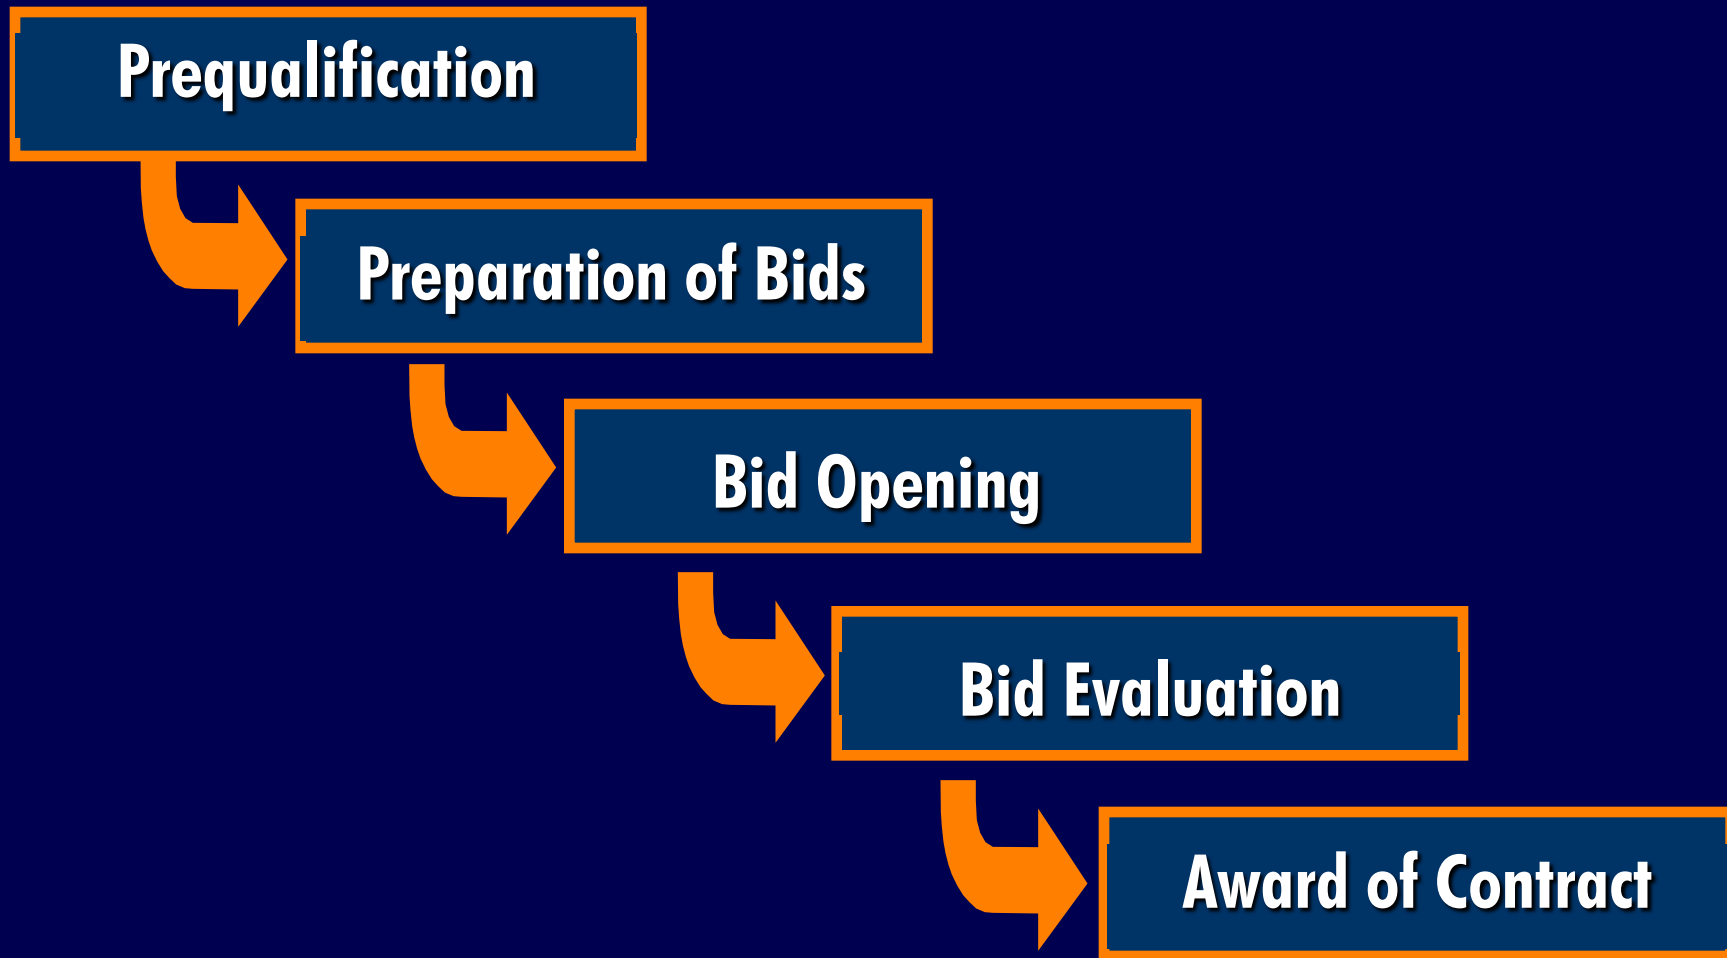 Prequalification
Preparation of Bids
Bid Opening
Bid Evaluation
Award of Contract